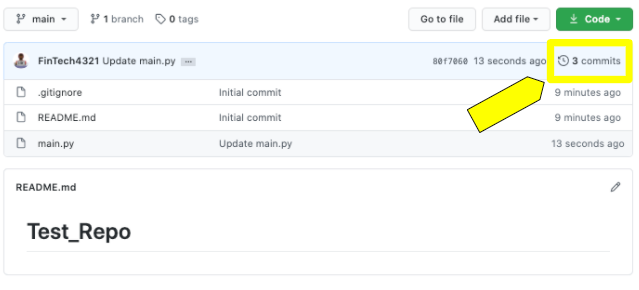 main 1 branch 0 tags Go to file Add file Code
FinTech4321 Update main.py ... 80f7060 13 seconds ago 3 commits
.gitignore Initial commit 9 minutes ago
README.md Initial commit 9 minutes ago
main.py Update main.py 13 seconds ago
README.md
Test_Repo